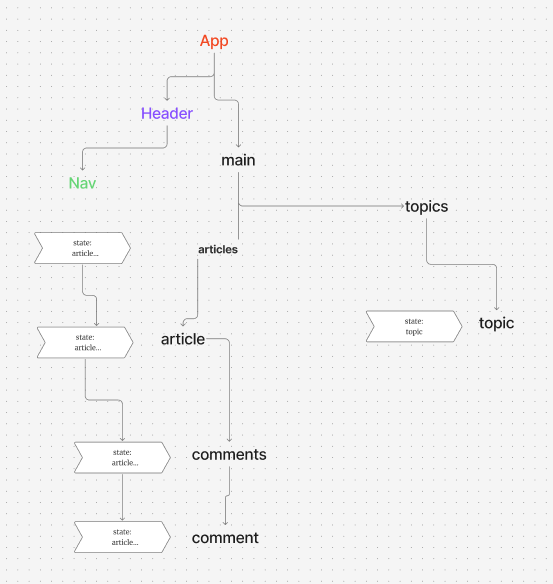 App
Header
main
Nav
topics
state:
article...
articles
state:
topic
topic
state:
article...
article
state:
article...
comments
state:
article...
comment